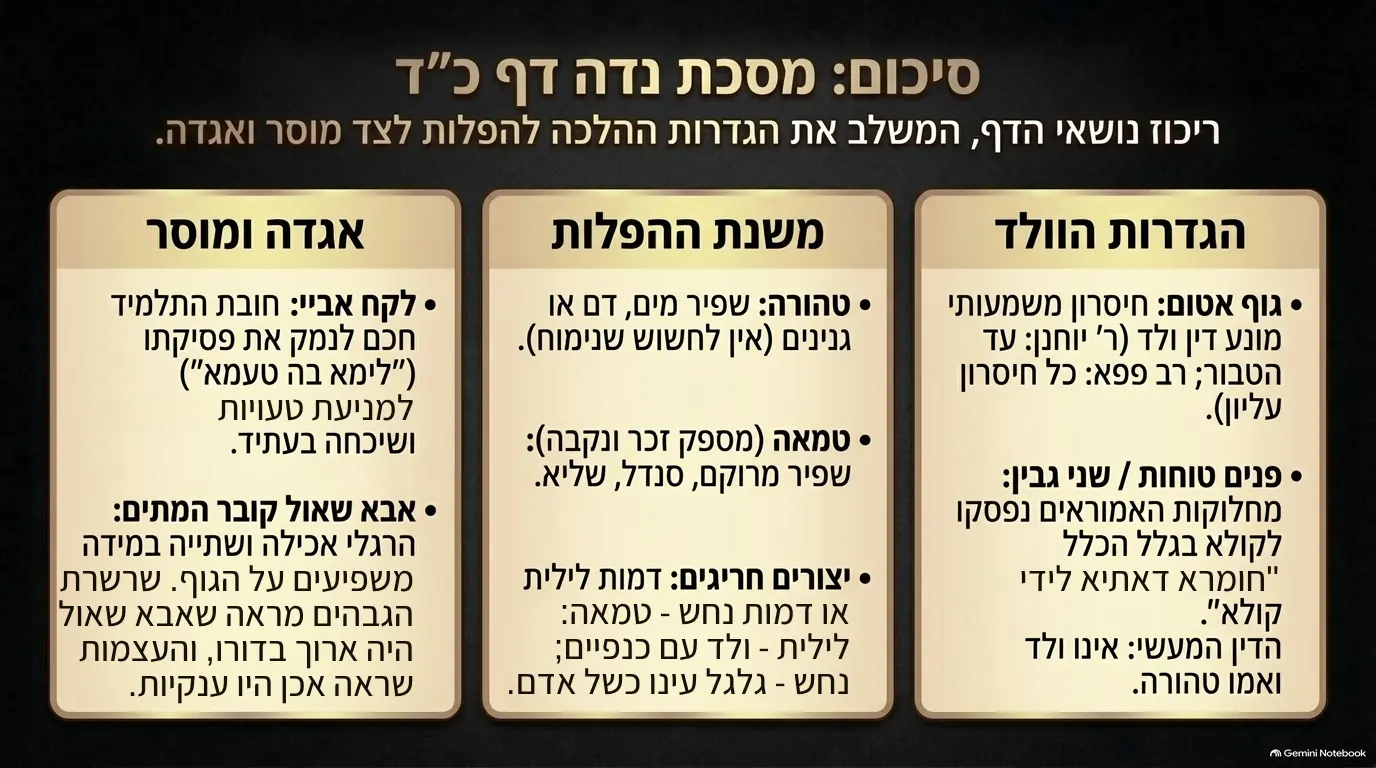 סיכום: מסכת נדה דף כ"ד
ריכוז נושאי הדף, המשלב את הגדרות ההלכה להפלות לצד מוסר ואגדה.
הגדרות הוולד
• גוף אטום: חיסרון משמעותי
מונע דין ולד (ר' יוחנן: עד
הטבור; רב פפא: כל חיסרון
עליון).
• פנים טוחות / שני גבין:
מחלוקות האמוראים נפסקו
לקולא בגלל הכלל
"חומרא דאתיא לידי
קולא".
הדין המעשי: אינו ולד
ואמו טהורה.
משנת ההפלות
• טהורה: שפיר מים, דם או
גנינים (אין לחשוש שנימוח).
• טמאה (מספק זכר ונקבה):
שפיר מרוקם, סנדל, שליא.
• יצורים חריגים: דמות לילית
או דמות נחש - טמאה:
לילית - ולד עם כנפיים;
נחש - גלגל עינו כשל אדם.
אגדה ומוסר
• לקח אביי: חובת התלמיד
חכם לנמק את פסיקתו
("לימא בה טעמא")
למניעת טעויות
ושיכחה בעתיד.
• אבא שאול קובר המתים:
הרגלי אכילה ושתייה במידה
משפיעים על הגוף. שרשרת
הגבהים מראה שאבא שאול
היה ארוך בדורו, והעצמות
שראה אכן היו ענקיות.
Gemini Notebook